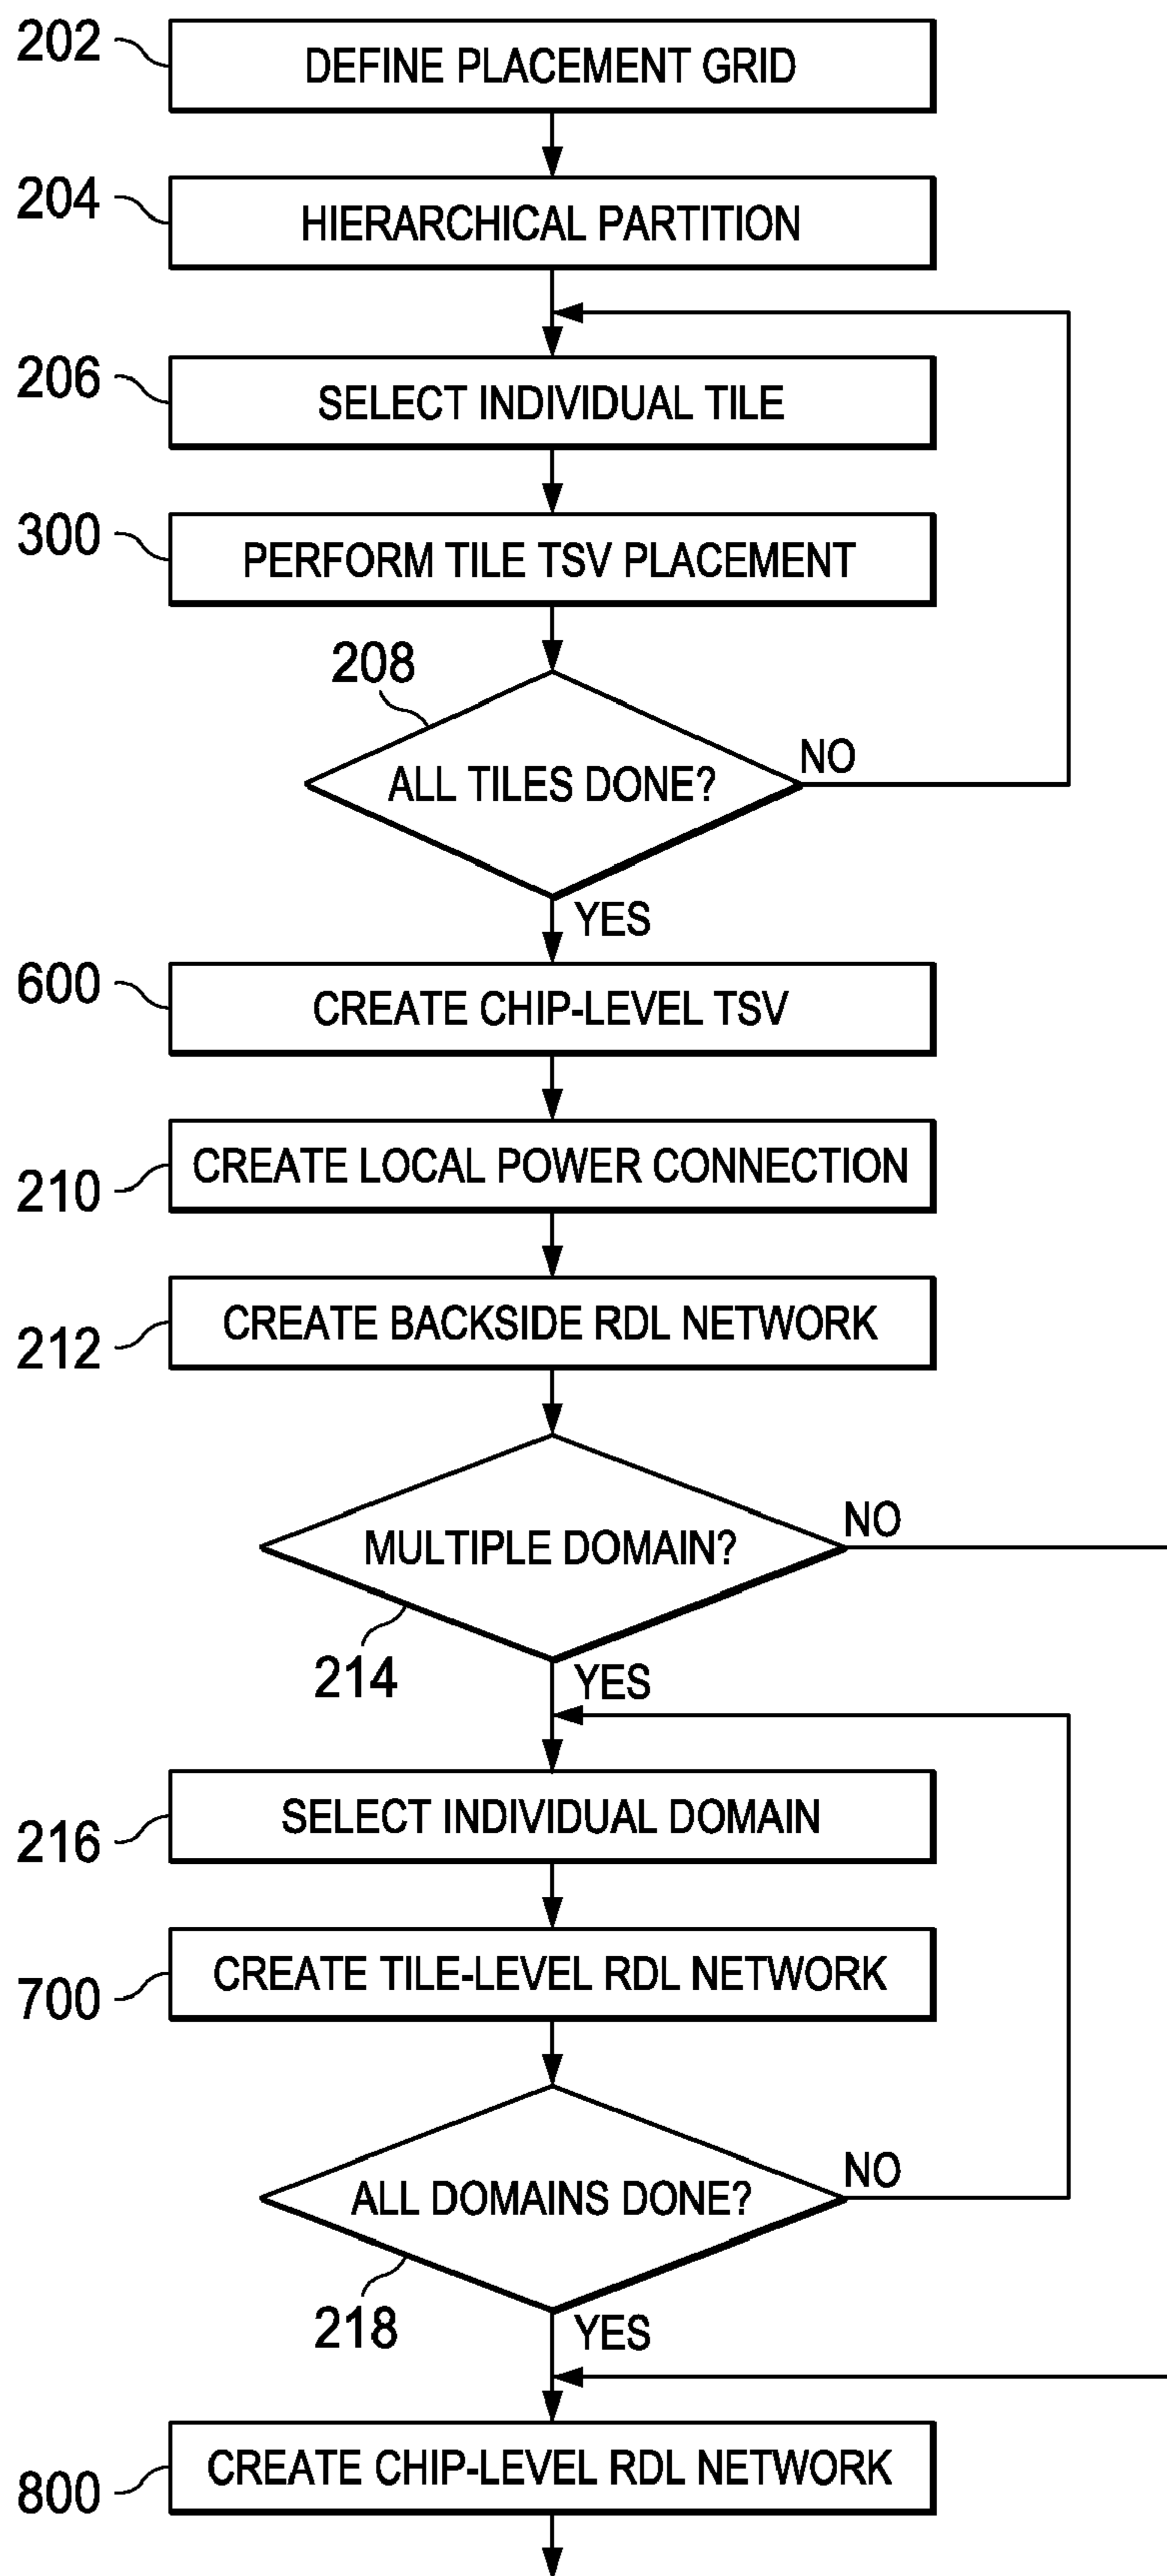 202
DEFINE PLACEMENT GRID
204
HIERARCHICAL PARTITION
206
SELECT INDIVIDUAL TILE
300
PERFORM TILE TSV PLACEMENT
208
ALL TILES DONE?
NO
YES
600
CREATE CHIP-LEVEL TSV
210
CREATE LOCAL POWER CONNECTION
212
CREATE BACKSIDE RDL NETWORK
MULTIPLE DOMAIN?
NO
214
YES
216
SELECT INDIVIDUAL DOMAIN
700
CREATE TILE-LEVEL RDL NETWORK
ALL DOMAINS DONE?
NO
218
YES
800
CREATE CHIP-LEVEL RDL NETWORK